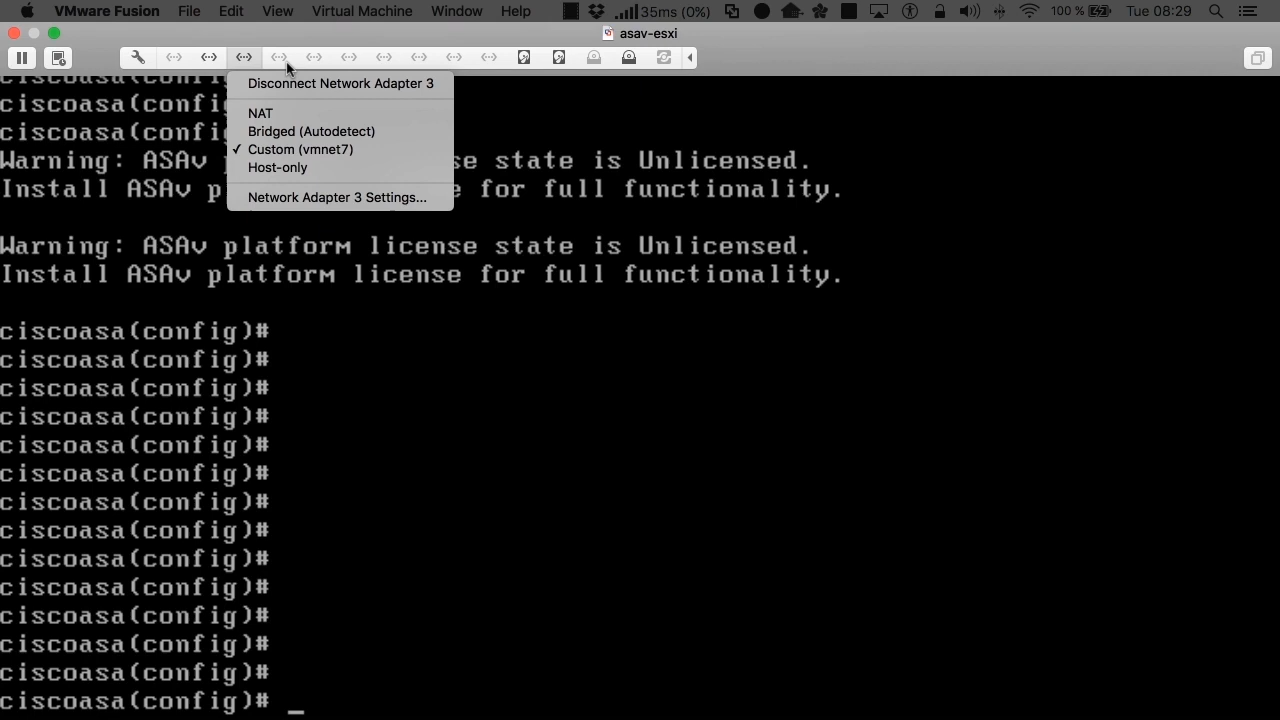 VMware Fusion File Edit View Virtual Machine Window Help 35ms (0%) 100 % Tue 08:29
asav-esxi
Disconnect Network Adapter 3
NAT
Bridged (Autodetect)
✓ Custom (vmnet7)
Host-only
Network Adapter 3 Settings...
ciscoasa(config
ciscoasa(config
ciscoasa(config
Warning: ASAv p se state is Unlicensed.
Install ASAv p e for full functionality.
Warning: ASAv platform license state is Unlicensed.
Install ASAv platform license for full functionality.
ciscoasa(config)#
ciscoasa(config)#
ciscoasa(config)#
ciscoasa(config)#
ciscoasa(config)#
ciscoasa(config)#
ciscoasa(config)#
ciscoasa(config)#
ciscoasa(config)#
ciscoasa(config)#
ciscoasa(config)#
ciscoasa(config)#
ciscoasa(config)#
ciscoasa(config)# _